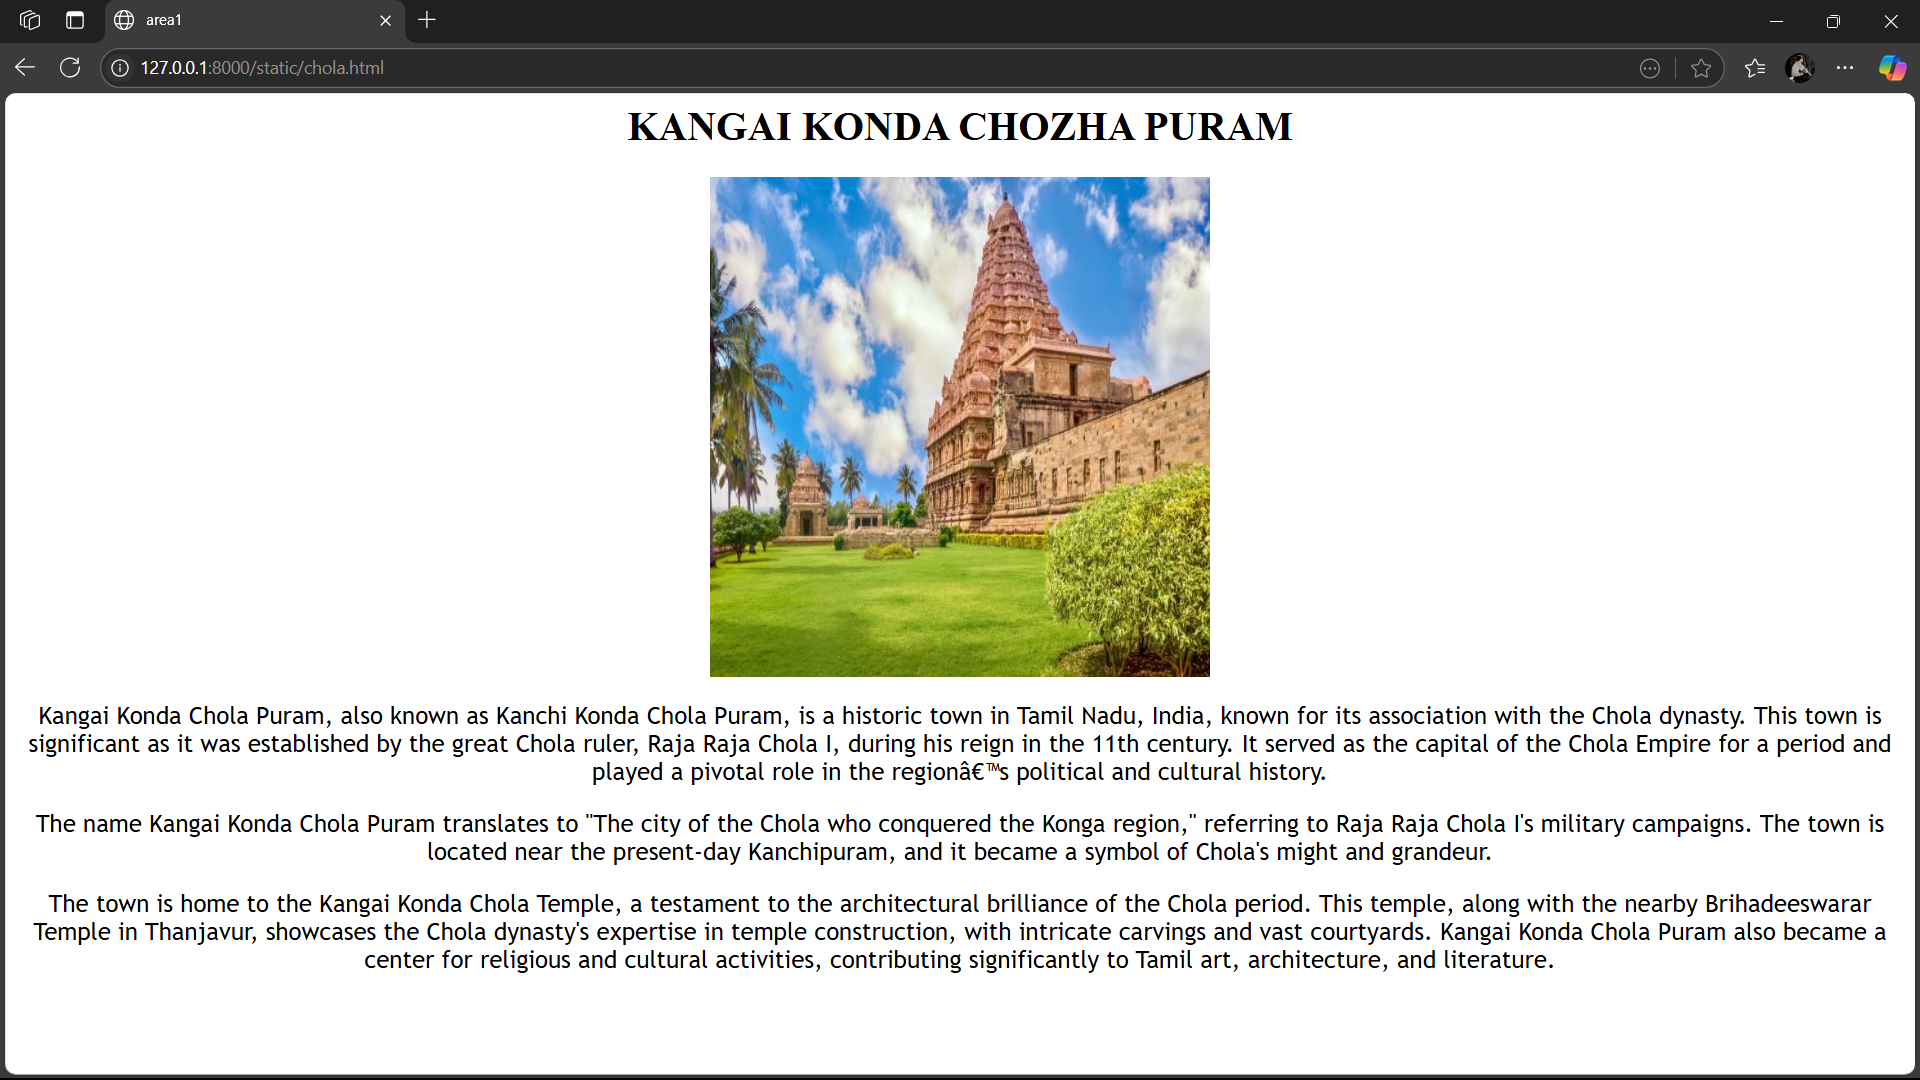 area1
127.0.0.1:8000/static/chola.html
KANGAI KONDA CHOZHA PURAM
Kangai Konda Chola Puram, also known as Kanchi Konda Chola Puram, is a historic town in Tamil Nadu, India, known for its association with the Chola dynasty. This town is
significant as it was established by the great Chola ruler, Raja Raja Chola I, during his reign in the 11th century. It served as the capital of the Chola Empire for a period and
played a pivotal role in the regionâ€™s political and cultural history.
The name Kangai Konda Chola Puram translates to "The city of the Chola who conquered the Konga region," referring to Raja Raja Chola I's military campaigns. The town is
located near the present-day Kanchipuram, and it became a symbol of Chola's might and grandeur.
The town is home to the Kangai Konda Chola Temple, a testament to the architectural brilliance of the Chola period. This temple, along with the nearby Brihadeeswarar
Temple in Thanjavur, showcases the Chola dynasty's expertise in temple construction, with intricate carvings and vast courtyards. Kangai Konda Chola Puram also became a
center for religious and cultural activities, contributing significantly to Tamil art, architecture, and literature.